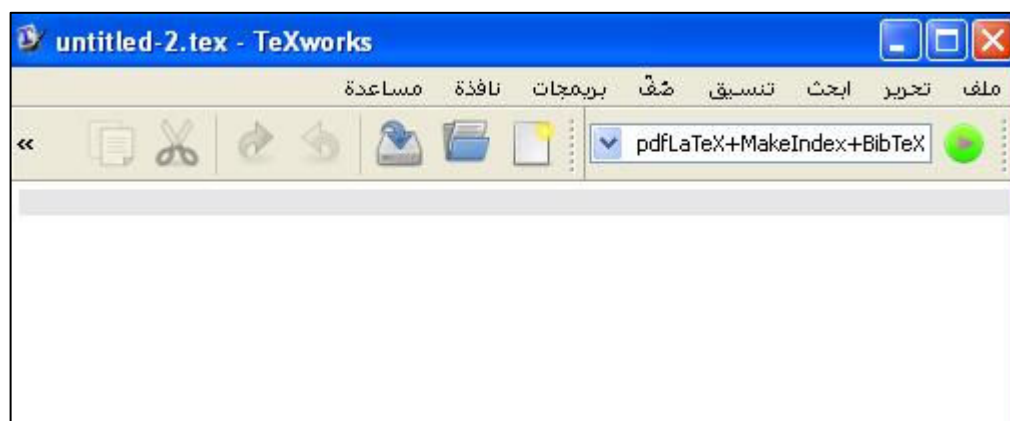 untitled-2.tex - TeXworks
ملف تحرير ابحث تنسيق صُفّ بريمجات نافذة مساعدة
pdfLaTeX+MakeIndex+BibTeX »